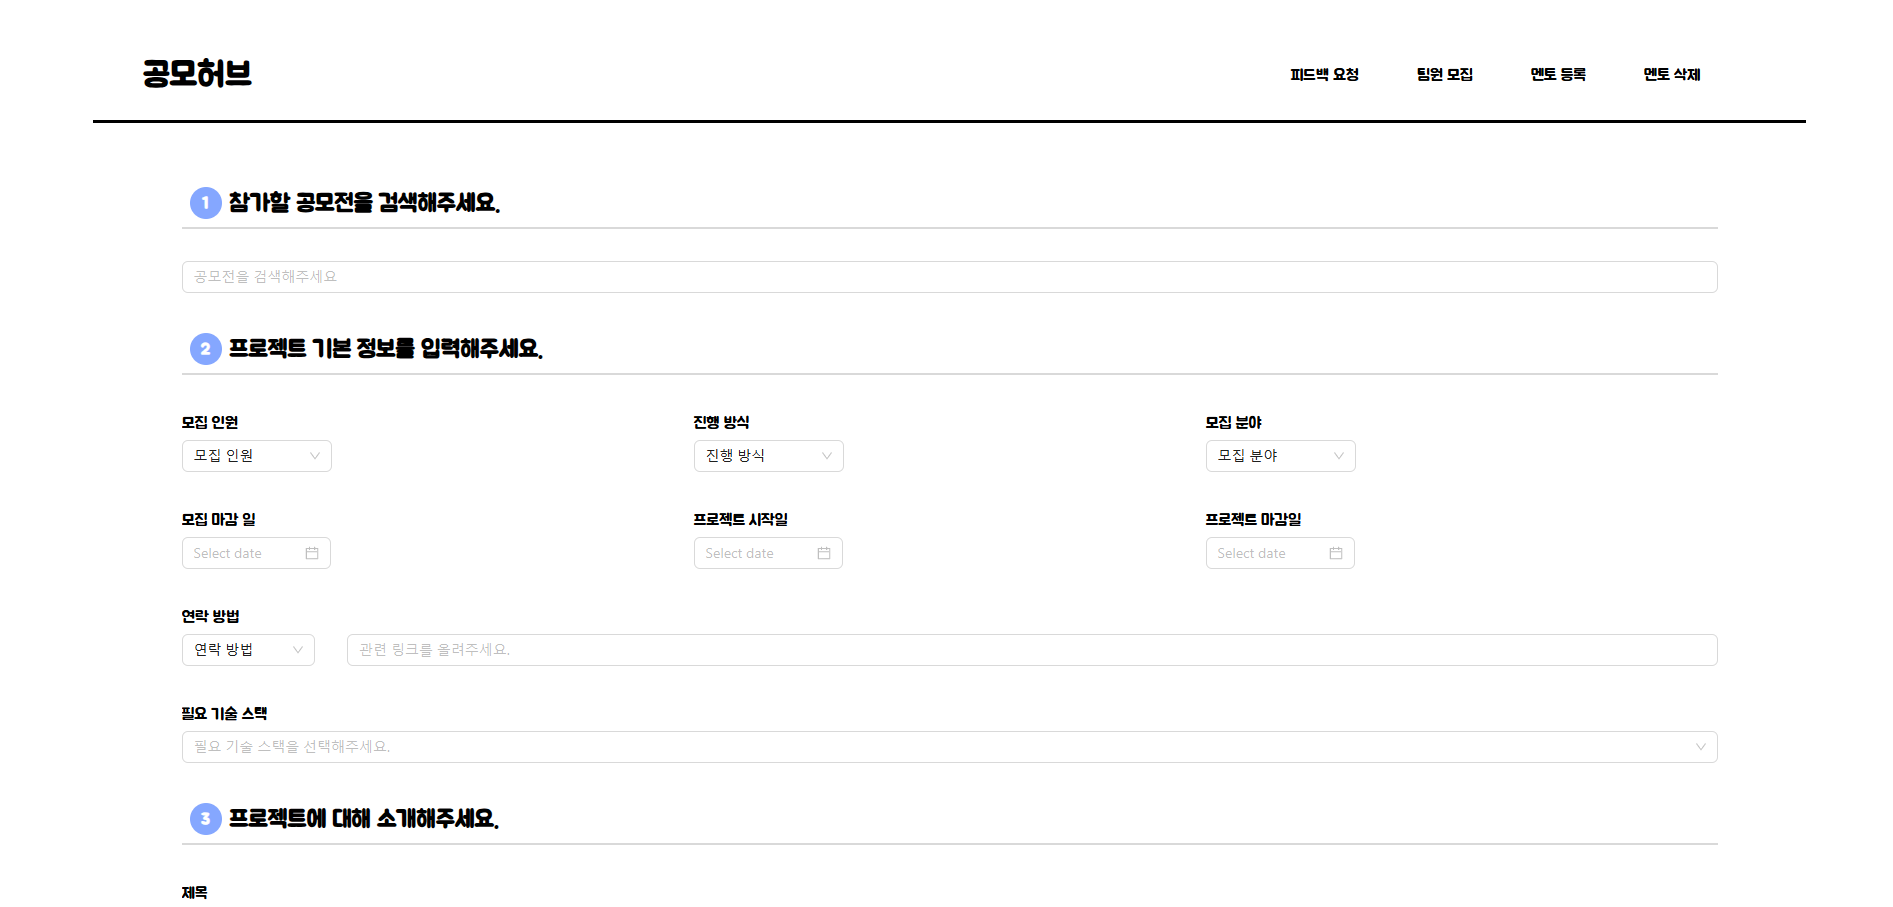 공모허브
피드백 요청 팀원 모집 멘토 등록 멘토 삭제
1 참가할 공모전을 검색해주세요.
공모전을 검색해주세요
2 프로젝트 기본 정보를 입력해주세요.
모집 인원 진행 방식 모집 분야
모집 인원 진행 방식 모집 분야
모집 마감 일 프로젝트 시작일 프로젝트 마감일
Select date Select date Select date
연락 방법
연락 방법 관련 링크를 올려주세요.
필요 기술 스택
필요 기술 스택을 선택해주세요.
3 프로젝트에 대해 소개해주세요.
제목